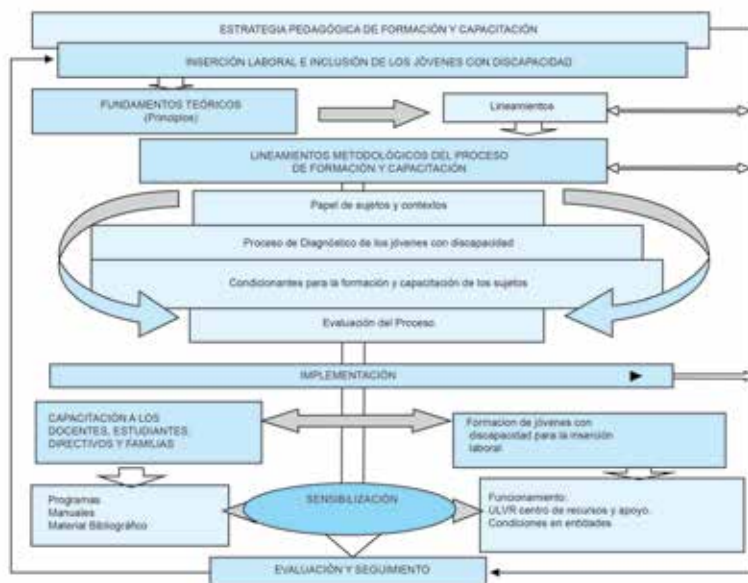 ESTRATEGIA PEDAGÓGICA DE FORMACIÓN Y CAPACITACIÓN
INSERCIÓN LABORAL E INCLUSIÓN DE LOS JÓVENES CON DISCAPACIDAD
FUNDAMENTOS TEÓRICOS
(Principios)
Lineamientos
LINEAMIENTOS METODOLÓGICOS DEL PROCESO
DE FORMACIÓN Y CAPACITACIÓN
Papel de sujetos y contextos
Proceso de Diagnóstico de los jóvenes con discapacidad
Condicionantes para la formación y capacitación de los sujetos
Evaluación del Proceso
IMPLEMENTACIÓN
CAPACITACIÓN A LOS
DOCENTES, ESTUDIANTES,
DIRECTIVOS Y FAMILIAS
Formacion de jóvenes con
discapacidad para la inserción
laboral
Programas
Manuales
Material Bibliográfico
SENSIBILIZACIÓN
Funcionamiento:
ULVR centro de recursos y apoyo.
Condiciones en entidades.
EVALUACIÓN Y SEGUIMIENTO